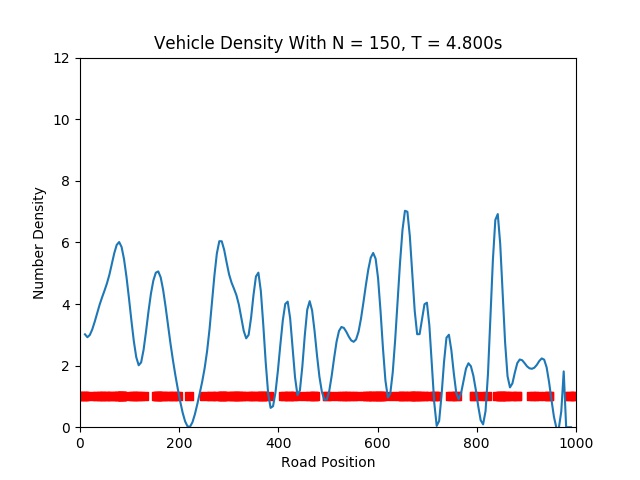 Vehicle Density With N = 150, T = 4.800s
12
10
8
6
4
2
0
Number Density
0 200 400 600 800 1000
Road Position